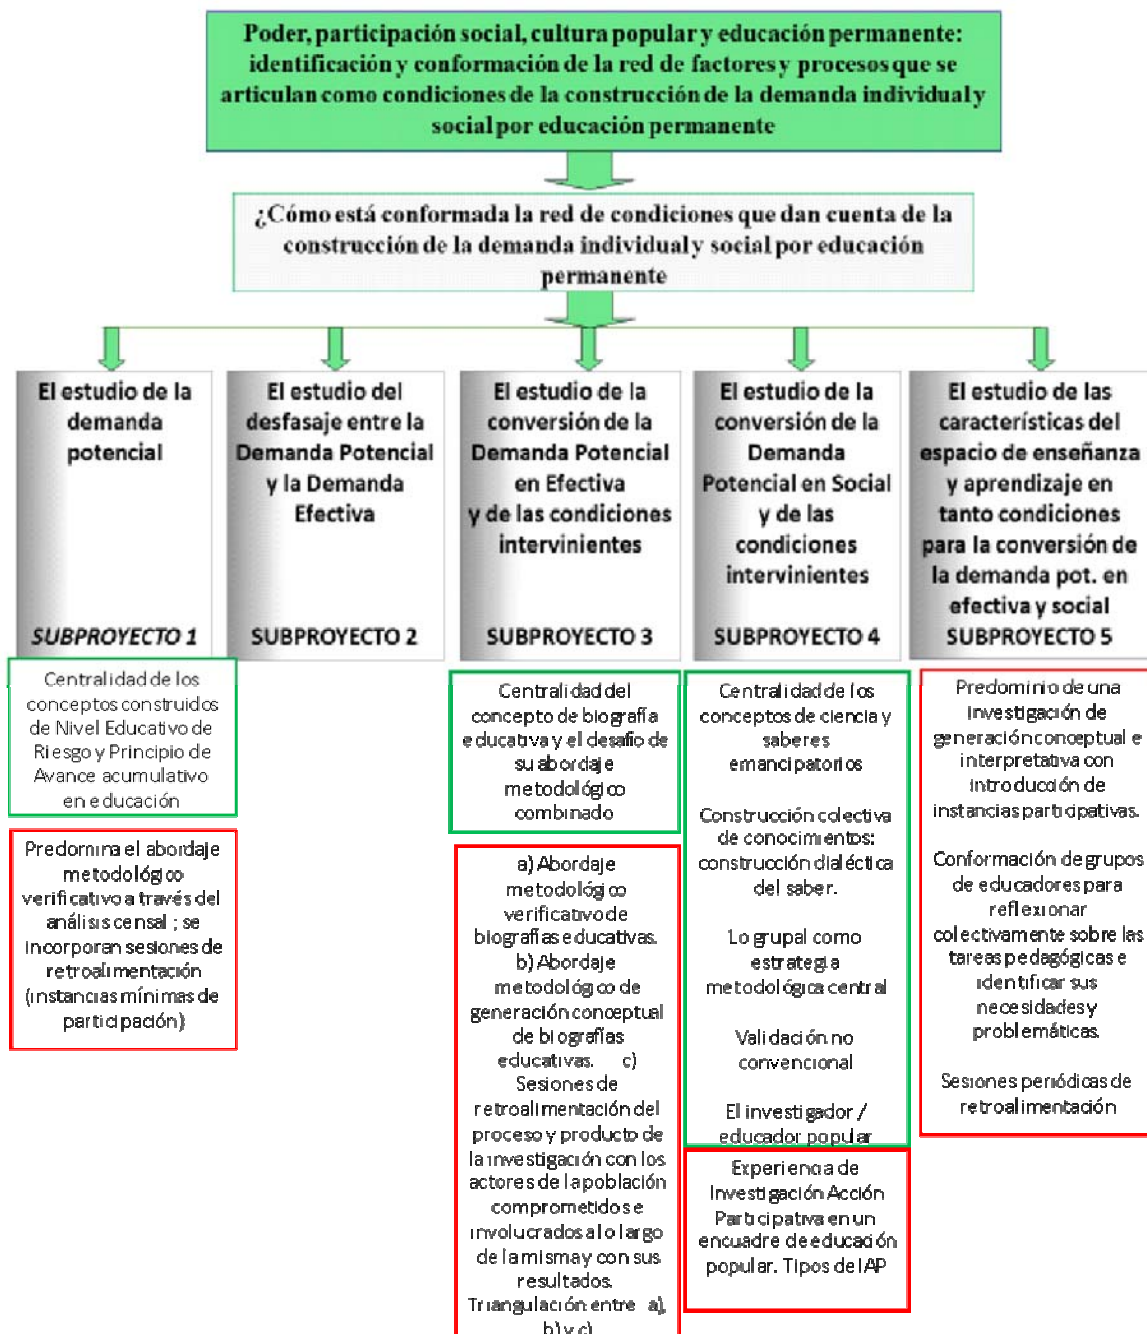 Poder, participación social, cultura popular y educación permanente:
identificación y conformación de la red de factores y procesos que se
articulan como condiciones de la construcción de la demanda individual y
social por educación permanente
¿Cómo está conformada la red de condiciones que dan cuenta de la
construcción de la demanda individual y social por educación
permanente
El estudio de la
demanda
potencial
SUBPROYECTO 1
El estudio del
desfasaje entre la
Demanda Potencial
y la Demanda
Efectiva
SUBPROYECTO 2
El estudio de la
conversión de la
Demanda Potencial
en Efectiva
y de las condiciones
intervinientes
SUBPROYECTO 3
El estudio de la
conversión de la
Demanda
Potencial en Social
y de las
condiciones
intervinientes
SUBPROYECTO 4
El estudio de las
características del
espacio de enseñanza
y aprendizaje en
tanto condiciones
para la conversión de
la demanda pot. en
efectiva y social
SUBPROYECTO 5
Centralidad de los
conceptos construidos
de Nivel Educativo de
Riesgo y Principio de
Avance acumulativo
en educación
Predomina el abordaje
metodológico
verificativo a través del
análisis censal ; se
incorporan sesiones de
retroalimentación
(instancias mínimas de
participación)
Centralidad del
concepto de biografía
educativa y el desafío de
su abordaje
metodológico
combinado
a) Abordaje
metodológico
verificativo de
biografías educativas.
b) Abordaje
metodológico de
generación conceptual
de biografías
educativas. c)
Sesiones de
retroalimentación del
proceso y producto de
la investigación con los
actores de la población
comprometidos e
involucrados a lo largo
de la misma y con sus
resultados.
Triangulación entre a),
b) y c)
Centralidad de los
conceptos de ciencia y
saberes
emancipatorios
Construcción colectiva
de conocimientos:
construcción dialéctica
del saber.
Lo grupal como
estrategia
metodológica central
Validación no
convencional
El investigador /
educador popular
Experiencia de
Investigación Acción
Participativa en un
encuadre de educación
popular. Tipos de IAP
Predominio de una
investigación de
generación conceptual e
interpretativa con
introducción de
instancias participativas.
Conformación de grupos
de educadores para
reflexionar
colectivamente sobre las
tareas pedagógicas e
identificar sus
necesidades y
problemáticas.
Sesiones periódicas de
retroalimentación